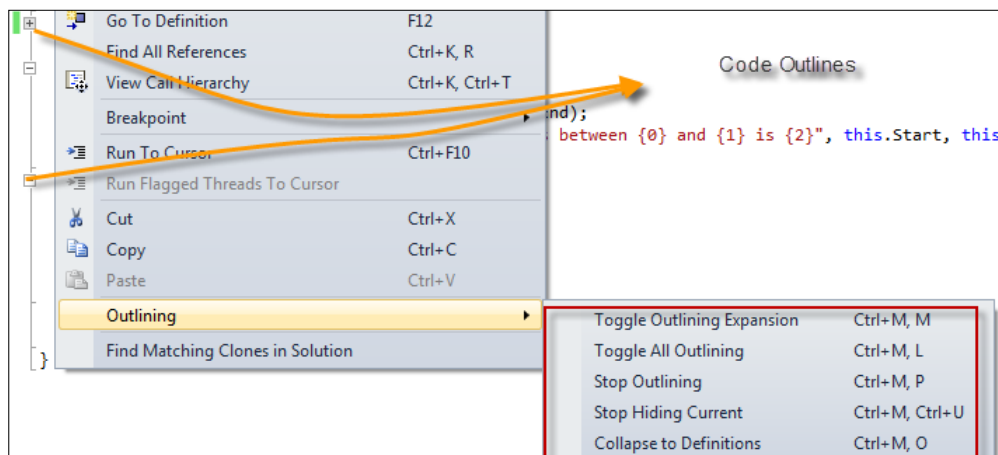 Go To Definition F12
Find All References Ctrl+K, R
Code Outlines
View Call Hierarchy Ctrl+K, Ctrl+T
Breakpoint nd);
between {0} and {1} is {2}", this.Start, this
Run To Cursor Ctrl+F10
Run Flagged Threads To Cursor
Cut Ctrl+X
Copy Ctrl+C
Paste Ctrl+V
Outlining
Toggle Outlining Expansion Ctrl+M, M
} Find Matching Clones in Solution
Toggle All Outlining Ctrl+M, L
Stop Outlining Ctrl+M, P
Stop Hiding Current Ctrl+M, Ctrl+U
Collapse to Definitions Ctrl+M, O